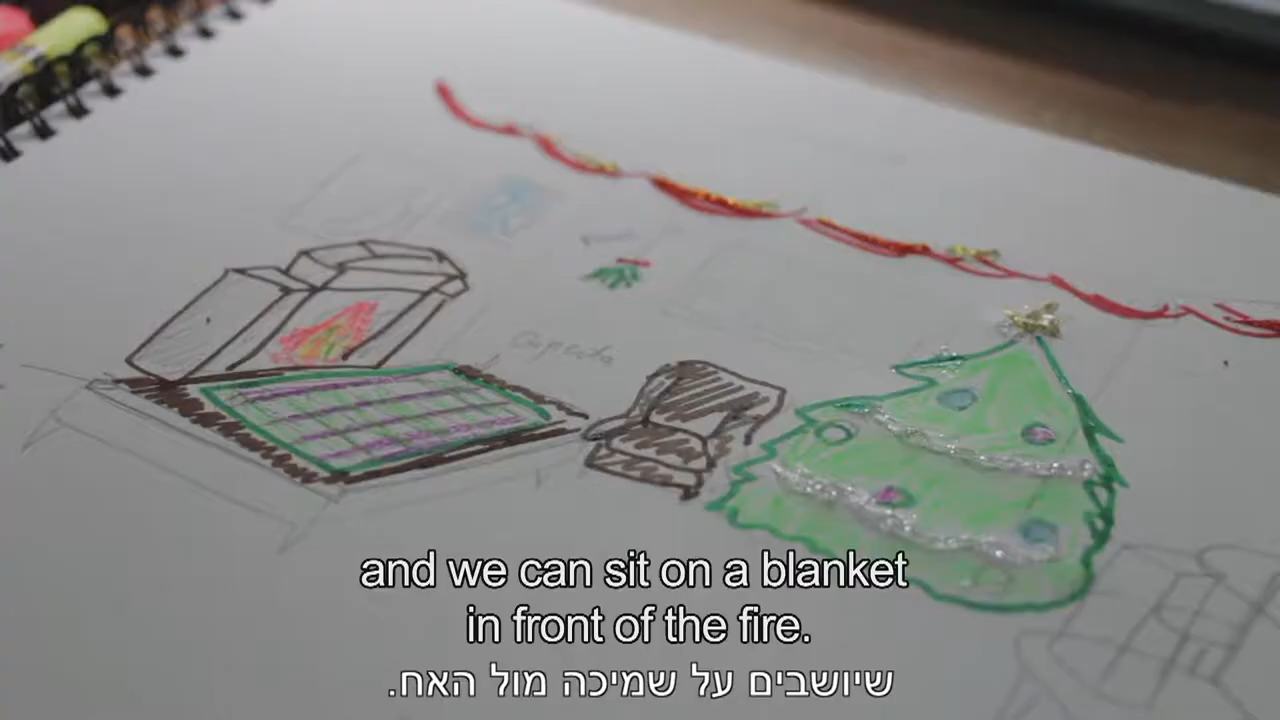 and we can sit on a blanket
in front of the fire.
שיושבים על שמיכה מול האח.